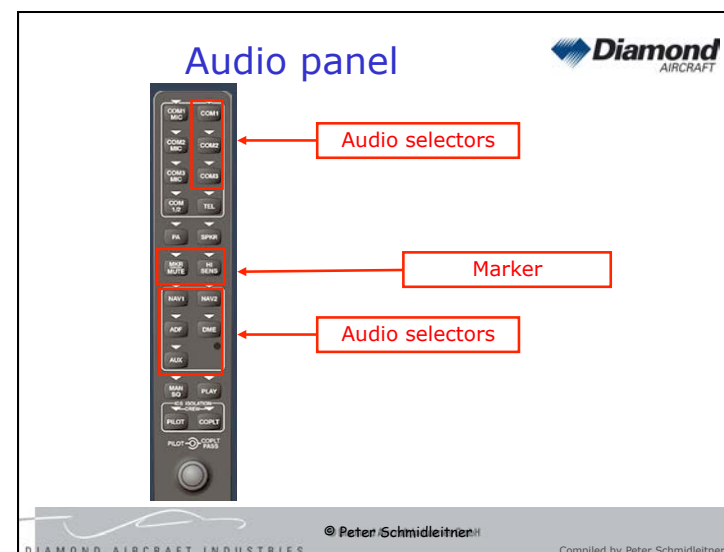 Audio panel
Diamond
AIRCRAFT
COM1 MIC
COM1
COM2 MIC
COM2
COM3 MIC
COM3
COM 1/2
TEL
PA
SPKR
MKR MUTE
HI SENS
NAV1
NAV2
ADF
DME
AUX
MAN SQ
PLAY
ICS ISOLATION
CREW
PILOT
COPLT
PILOT
COPLT
PASS
Audio selectors
Marker
Audio selectors
© Peter Schmidleitner
DIAMOND AIRCRAFT INDUSTRIES
Compiled by Peter Schmidleitner